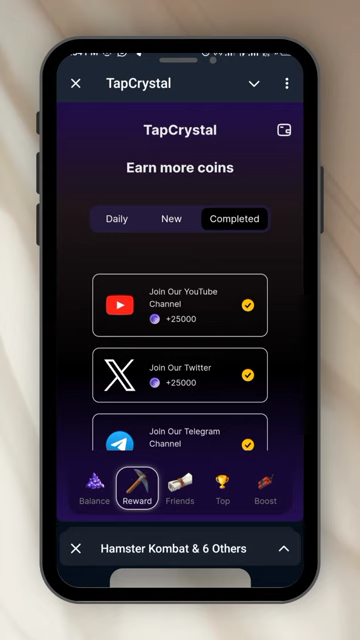 TapCrystal
TapCrystal
Earn more coins
Daily New Completed
Join Our YouTube
Channel
+25000
Join Our Twitter
+25000
Join Our Telegram
Channel
Balance Reward Friends Top Boost
Hamster Kombat & 6 Others